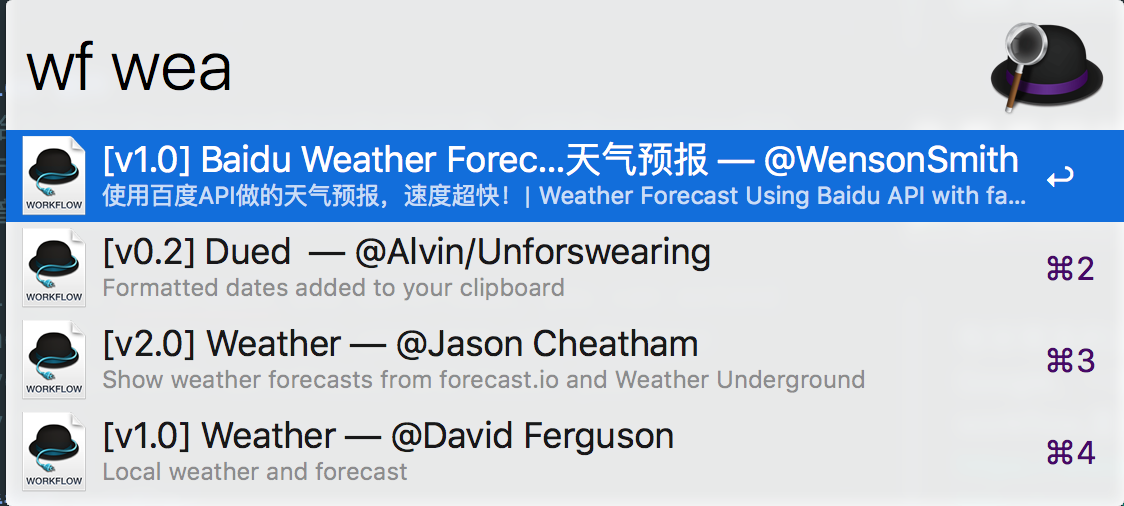 wf wea
[v1.0] Baidu Weather Forec...天气预报 — @WensonSmith
使用百度API做的天气预报，速度超快！| Weather Forecast Using Baidu API with fa...
WORKFLOW
[v0.2] Dued — @Alvin/Unforswearing
Formatted dates added to your clipboard
WORKFLOW
⌘2
[v2.0] Weather — @Jason Cheatham
Show weather forecasts from forecast.io and Weather Underground
WORKFLOW
⌘3
[v1.0] Weather — @David Ferguson
Local weather and forecast
WORKFLOW
⌘4